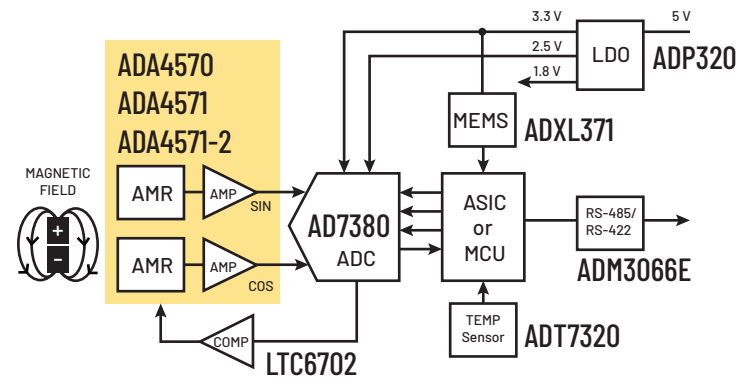 3.3 V
5 V
2.5 V
LDO
ADP320
1.8 V
ADA4570
ADA4571
ADA4571-2
MEMS
ADXL371
MAGNETIC
FIELD
AMR
AMP
SIN
+
−
AD7380
ADC
ASIC
or
MCU
RS-485/
RS-422
ADM3066E
AMR
AMP
COS
COMP
LTC6702
TEMP
Sensor
ADT7320